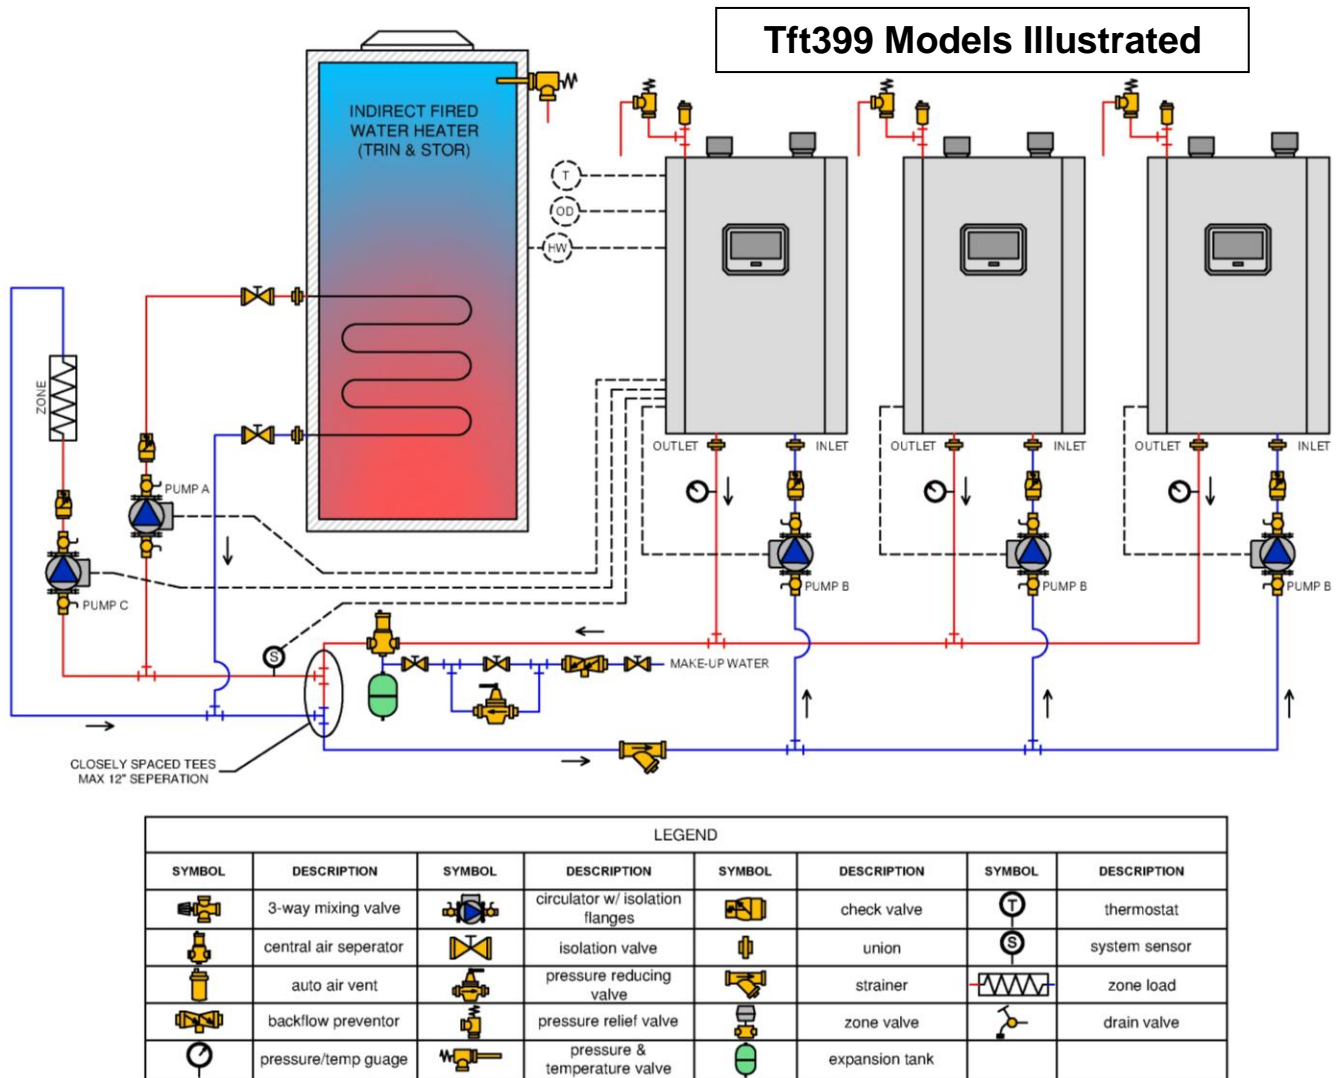 Tft399 Models Illustrated
INDIRECT FIRED
WATER HEATER
(TRIN & STOR)
T
OD
HW
ZONE
PUMP A
PUMP C
OUTLET
INLET
OUTLET
INLET
OUTLET
INLET
PUMP B
PUMP B
PUMP B
S
MAKE-UP WATER
CLOSELY SPACED TEES
MAX 12" SEPERATION
LEGEND
SYMBOL DESCRIPTION SYMBOL DESCRIPTION SYMBOL DESCRIPTION SYMBOL DESCRIPTION
3-way mixing valve
circulator w/ isolation
flanges
check valve
T
thermostat
central air seperator
isolation valve
union
S
system sensor
auto air vent
pressure reducing
valve
strainer
zone load
backflow preventor
pressure relief valve
zone valve
drain valve
pressure/temp guage
pressure &
temperature valve
expansion tank